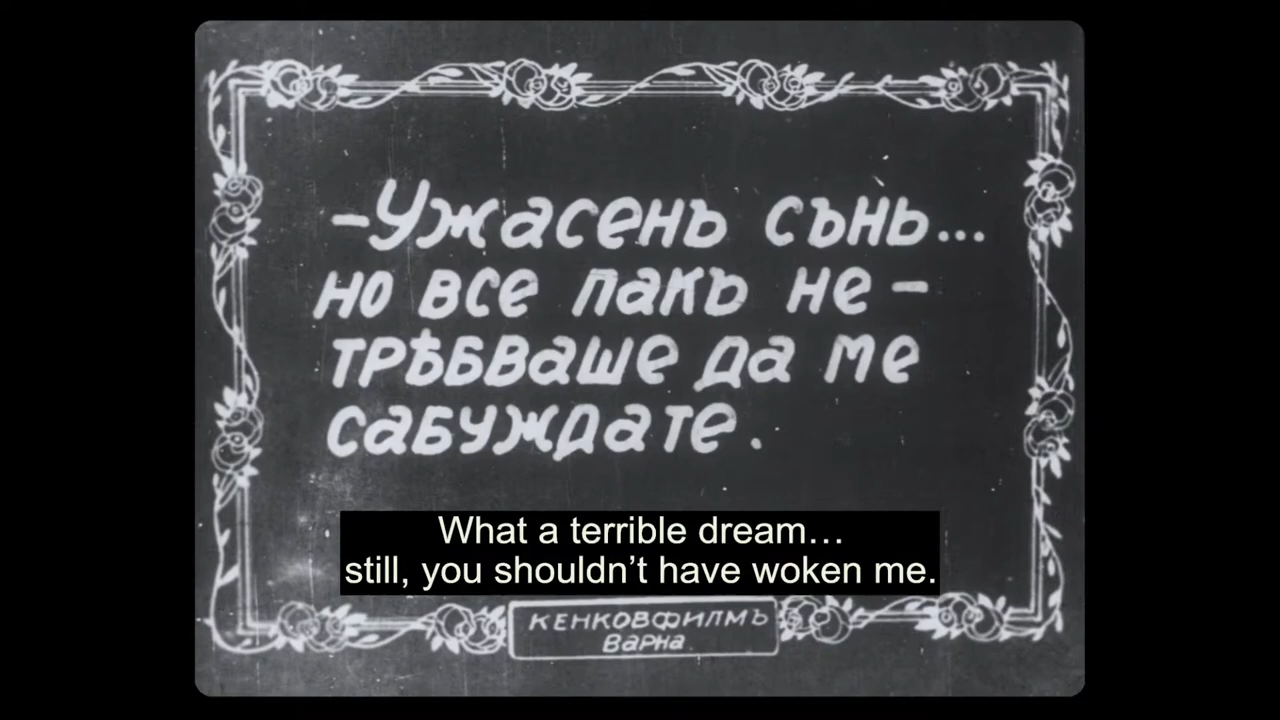 –Ужасенъ сънь...
но все пакъ не –
трѣбваше да ме
сабуждате.
What a terrible dream…
still, you shouldn’t have woken me.
КЕНКОВФИЛМЪ
ВАРНА.